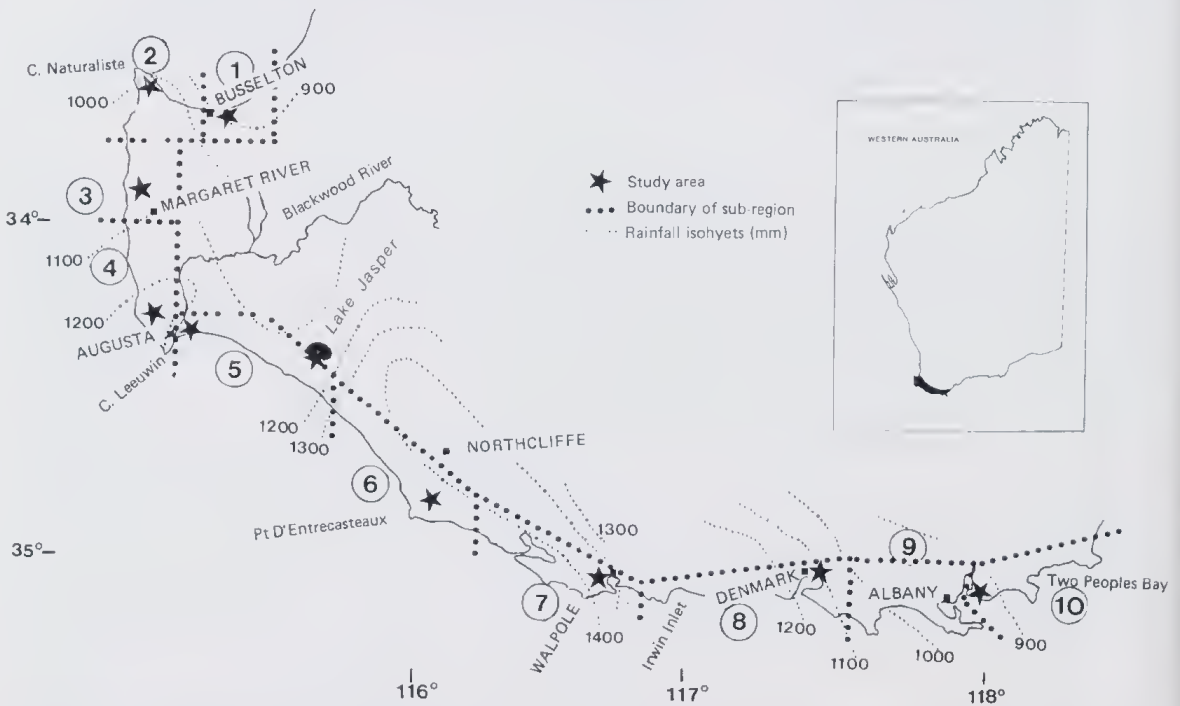 2
1
C. Naturaliste
BUSSELTON
1000
900
WESTERN AUSTRALIA
3
MARGARET RIVER
Blackwood River
Study area
Boundary of sub-region
Rainfall isohyets (mm)
34°
1100
4
Lake Jasper
1200
AUGUSTA
C. Leeuwin
5
1200
1300
NORTHCLIFFE
6
Pt D'Entrecasteaux
1300
35°
9
7
WALPOLE
1400
Irwin Inlet
DENMARK
8
1200
1100
ALBANY
1000
900
Two Peoples Bay
10
116°
117°
118°